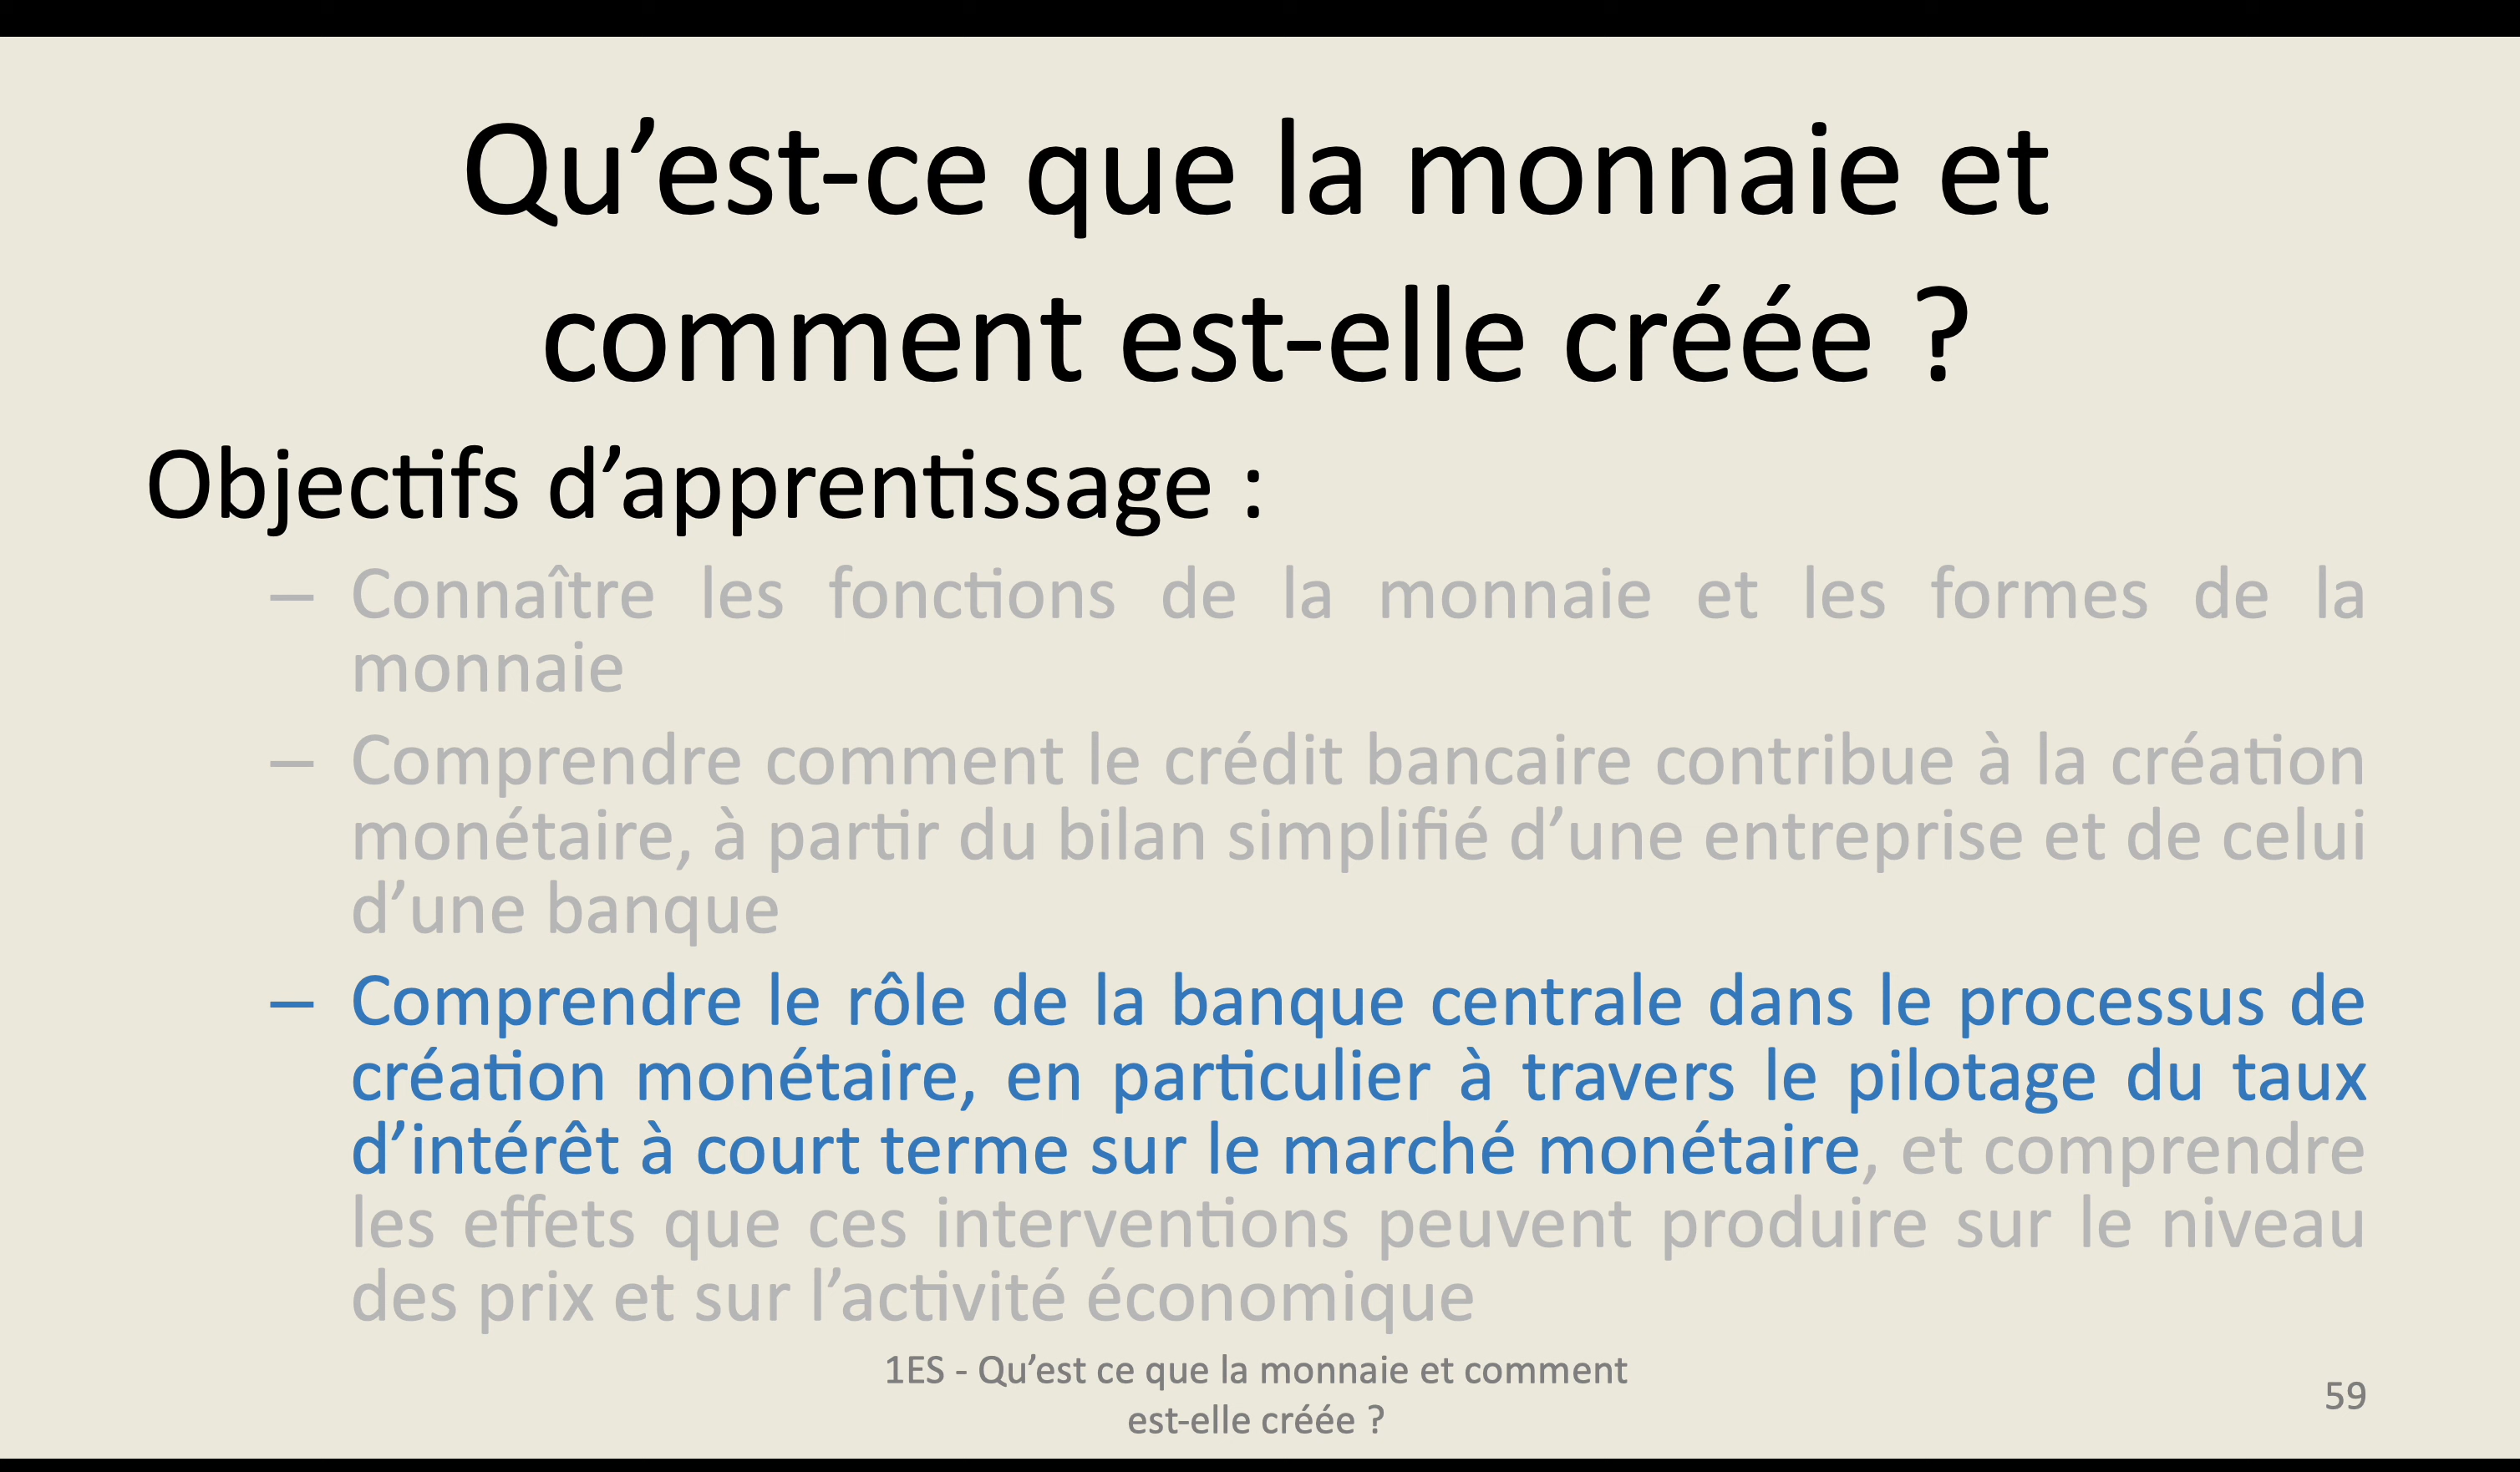 Qu’est-ce que la monnaie et
comment est-elle créée ?
Objectifs d’apprentissage :
– Connaître les fonctions de la monnaie et les formes de la
monnaie
– Comprendre comment le crédit bancaire contribue à la création
monétaire, à partir du bilan simplifié d’une entreprise et de celui
d’une banque
– Comprendre le rôle de la banque centrale dans le processus de
création monétaire, en particulier à travers le pilotage du taux
d’intérêt à court terme sur le marché monétaire, et comprendre
les effets que ces interventions peuvent produire sur le niveau
des prix et sur l’activité économique
1ES - Qu’est ce que la monnaie et comment
est-elle créée ?
59